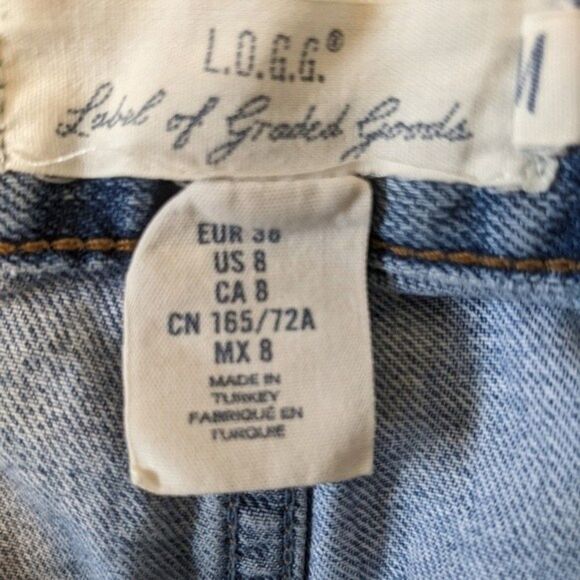 L.O.G.G.®
Label of Graded Goods
EUR 38
US 8
CA 8
CN 165/72A
MX 8
MADE IN
TURKEY
FABRIQUÉ EN
TURQUIE